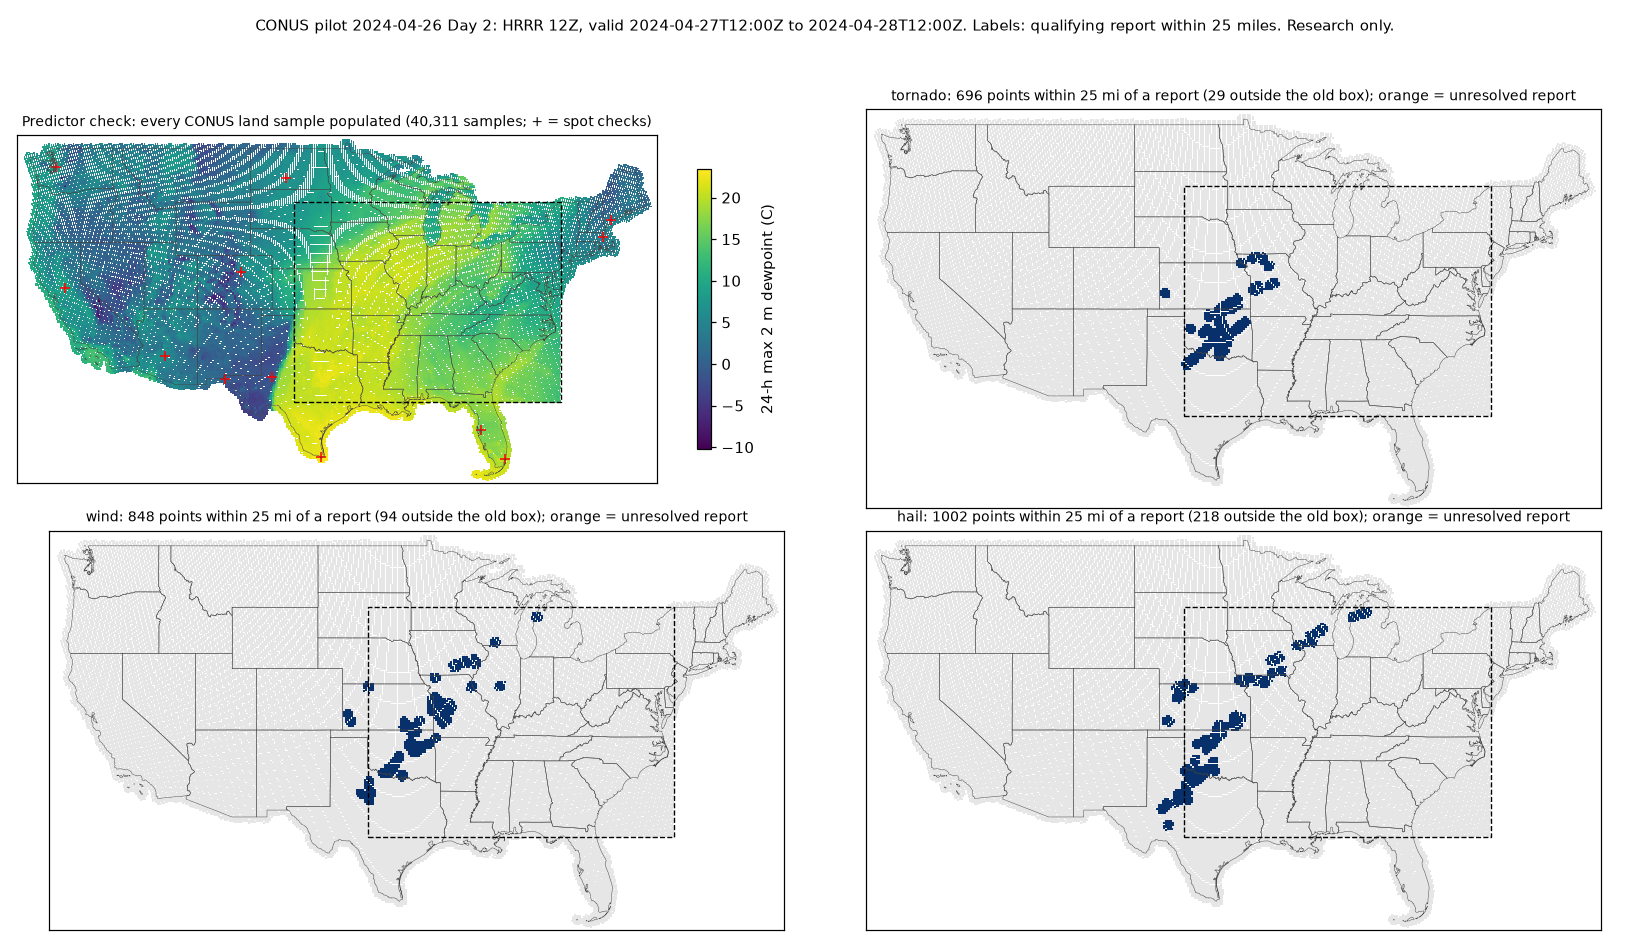 CONUS pilot 2024-04-26 Day 2: HRRR 12Z, valid 2024-04-27T12:00Z to 2024-04-28T12:00Z. Labels: qualifying report within 25 miles. Research only.
Predictor check: every CONUS land sample populated (40,311 samples; + = spot checks)
20
15
10
5
0
−5
−10
24-h max 2 m dewpoint (C)
tornado: 696 points within 25 mi of a report (29 outside the old box); orange = unresolved report
wind: 848 points within 25 mi of a report (94 outside the old box); orange = unresolved report
hail: 1002 points within 25 mi of a report (218 outside the old box); orange = unresolved report